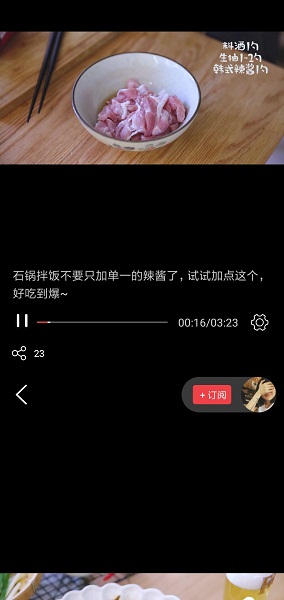 料酒1勺
生抽1-2勺
韩式辣酱1勺
石锅拌饭不要只加单一的辣酱了，试试加点这个，
好吃到爆~
00:16/03:23
23
+订阅